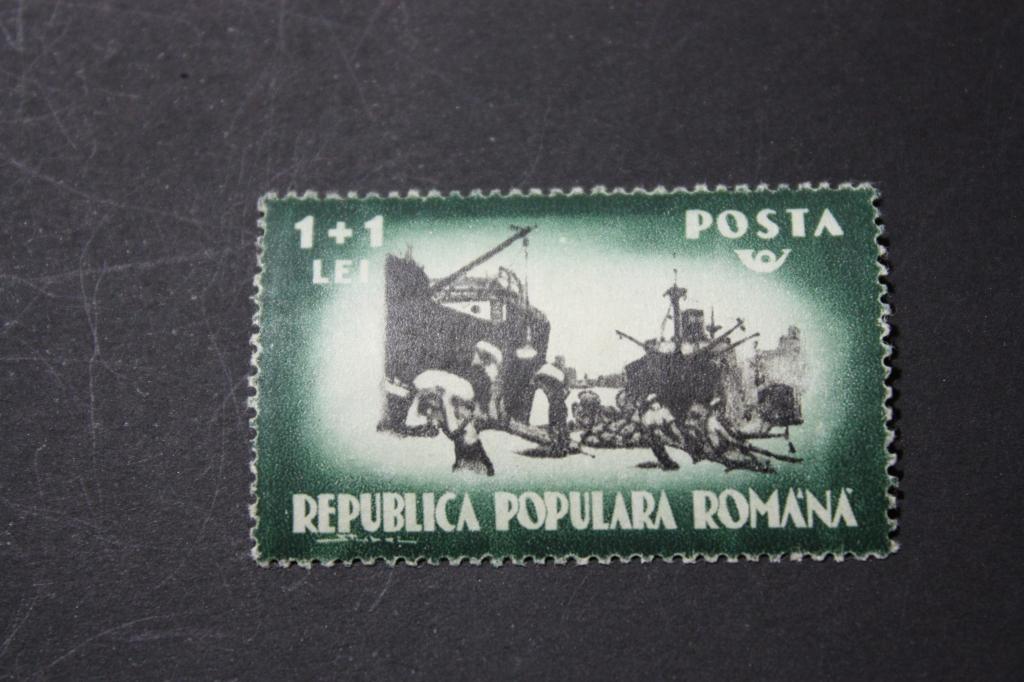 1+1
LEI
POSTA
REPUBLICA POPULARA ROMÂNĂ